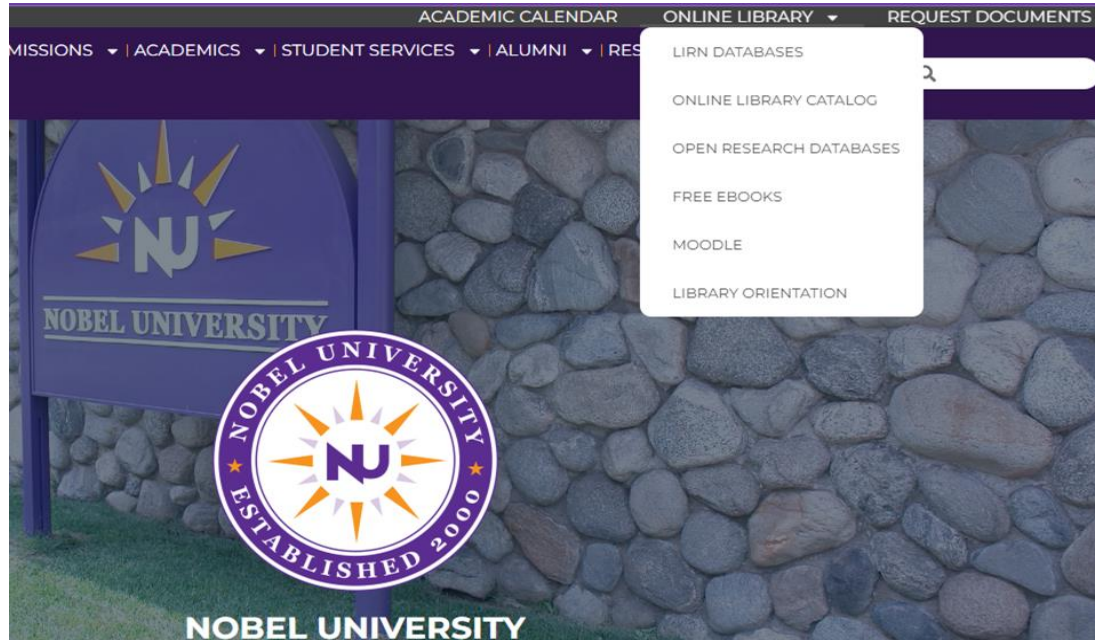 ACADEMIC CALENDAR ONLINE LIBRARY REQUEST DOCUMENTS
MISSIONS | ACADEMICS | STUDENT SERVICES | ALUMNI | RES
LIRN DATABASES
ONLINE LIBRARY CATALOG
OPEN RESEARCH DATABASES
FREE EBOOKS
MOODLE
LIBRARY ORIENTATION
NU
NOBEL UNIVERSITY
NOBEL UNIVERSITY
NU
ESTABLISHED 2000
NOBEL UNIVERSITY